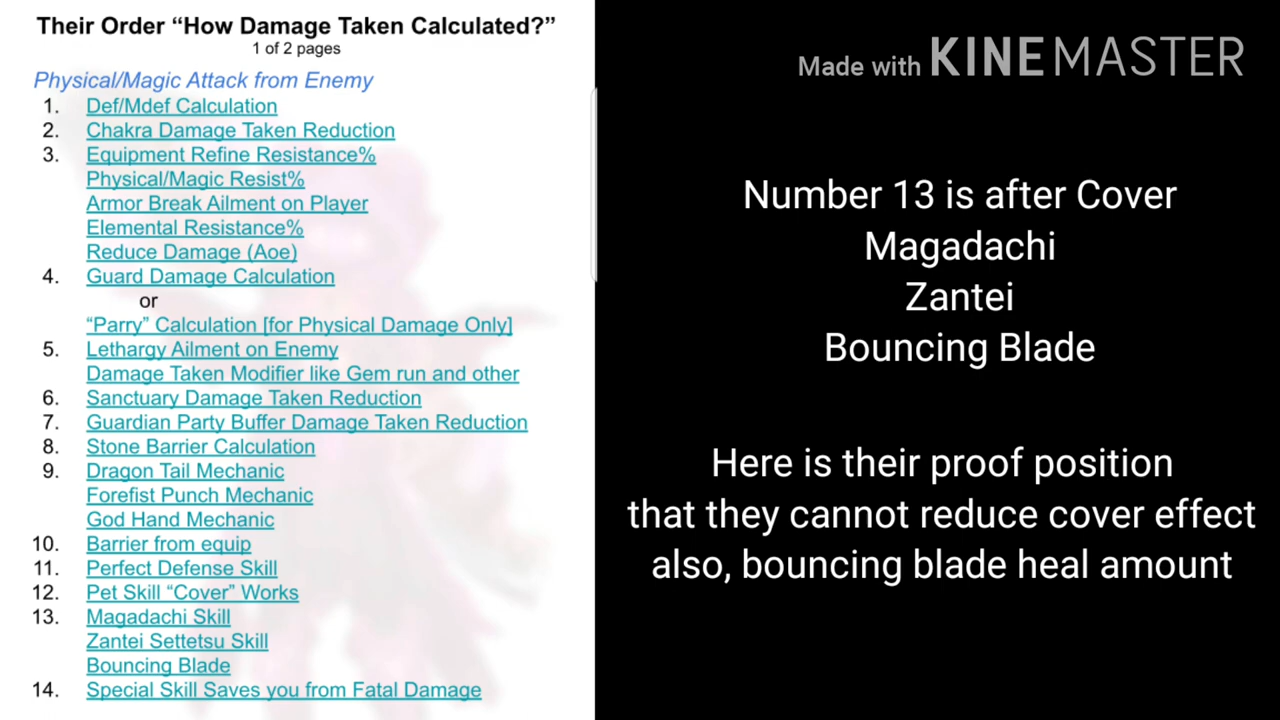 Their Order “How Damage Taken Calculated?”
1 of 2 pages
Physical/Magic Attack from Enemy
1. Def/Mdef Calculation
2. Chakra Damage Taken Reduction
3. Equipment Refine Resistance%
Physical/Magic Resist%
Armor Break Ailment on Player
Elemental Resistance%
Reduce Damage (Aoe)
4. Guard Damage Calculation
or
“Parry” Calculation [for Physical Damage Only]
5. Lethargy Ailment on Enemy
Damage Taken Modifier like Gem run and other
6. Sanctuary Damage Taken Reduction
7. Guardian Party Buffer Damage Taken Reduction
8. Stone Barrier Calculation
9. Dragon Tail Mechanic
Forefist Punch Mechanic
God Hand Mechanic
10. Barrier from equip
11. Perfect Defense Skill
12. Pet Skill “Cover” Works
13. Magadachi Skill
Zantei Settetsu Skill
Bouncing Blade
14. Special Skill Saves you from Fatal Damage
Made with KINEMASTER
Number 13 is after Cover
Magadachi
Zantei
Bouncing Blade
Here is their proof position
that they cannot reduce cover effect
also, bouncing blade heal amount